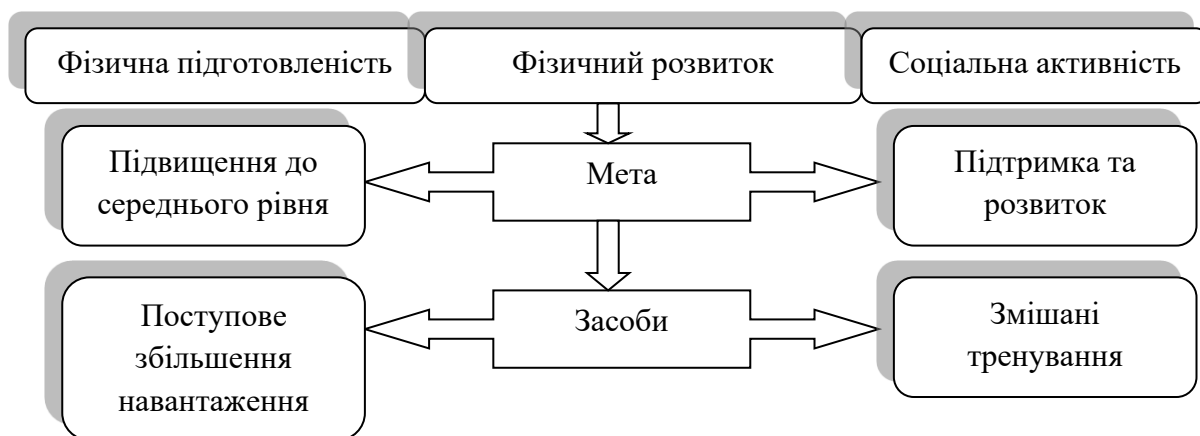 Фізична підготовленість
Фізичний розвиток
Соціальна активність
Підвищення до
середнього рівня
Мета
Підтримка та
розвиток
Поступове
збільшення
навантаження
Засоби
Змішані
тренування